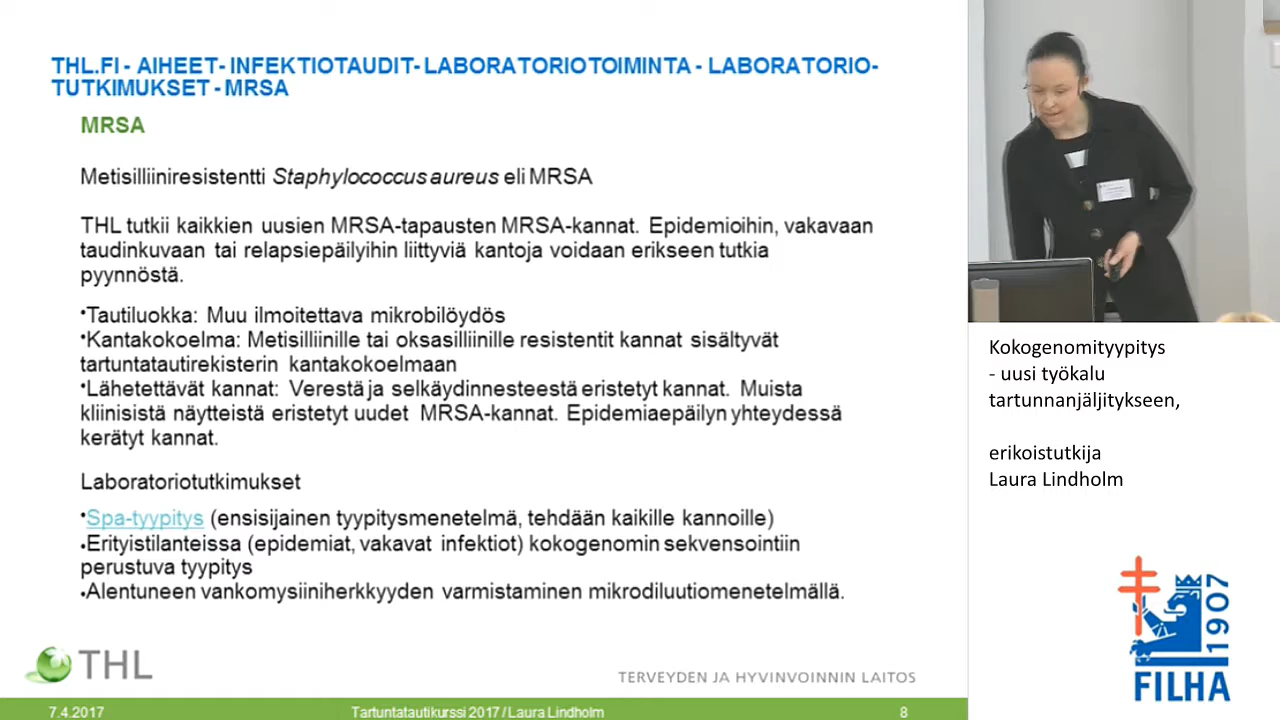 THL.FI - AIHEET- INFEKTIOTAUDIT- LABORATORIOTOIMINTA - LABORATORIO-
TUTKIMUKSET - MRSA
MRSA
Metisilliiniresistentti Staphylococcus aureus eli MRSA
THL tutkii kaikkien uusien MRSA-tapausten MRSA-kannat. Epidemioihin, vakavaan
taudinkuvaan tai relapsiepäilyihin liittyviä kantoja voidaan erikseen tutkia
pyynnöstä.
•Tautiluokka: Muu ilmoitettava mikrobilöydös
•Kantakokoelma: Metisilliinille tai oksasilliinille resistentit kannat sisältyvät
tartuntatautirekisterin kantakokoelmaan
•Lähetettävät kannat: Verestä ja selkäydinnesteestä eristetyt kannat. Muista
kliinisistä näytteistä eristetyt uudet MRSA-kannat. Epidemiaepäilyn yhteydessä
kerätyt kannat.
Laboratoriotutkimukset
•Spa-tyypitys (ensisijainen tyypitysmenetelmä, tehdään kaikille kannoille)
•Erityistilanteissa (epidemiat, vakavat infektiot) kokogenomin sekvensointiin
perustuva tyypitys
•Alentuneen vankomysiiniherkkyyden varmistaminen mikrodiluutiomenetelmällä.
THL
TERVEYDEN JA HYVINVOINNIN LAITOS
7.4.2017
Tartuntatautikurssi 2017 / Laura Lindholm
8
Kokogenomityypitys
- uusi työkalu
tartunnanjäljitykseen,
erikoistutkija
Laura Lindholm
1907
FILHA